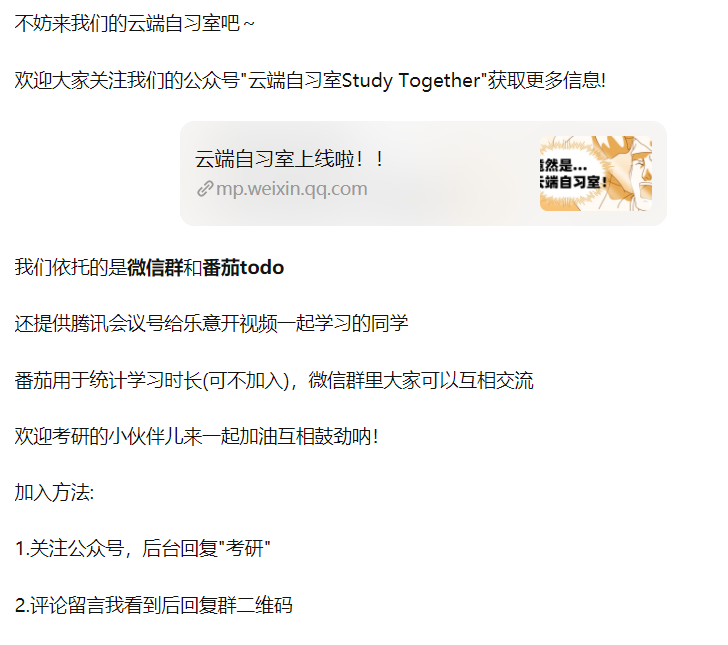 不妨来我们的云端自习室吧~
欢迎大家关注我们的公众号"云端自习室Study Together"获取更多信息!
云端自习室上线啦！！
mp.weixin.qq.com
竟然是...
云端自习室!
我们依托的是微信群和番茄todo
还提供腾讯会议号给乐意开视频一起学习的同学
番茄用于统计学习时长(可不加入)，微信群里大家可以互相交流
欢迎考研的小伙伴儿来一起加油互相鼓劲呐!
加入方法:
1.关注公众号，后台回复"考研"
2.评论留言我看到后回复群二维码